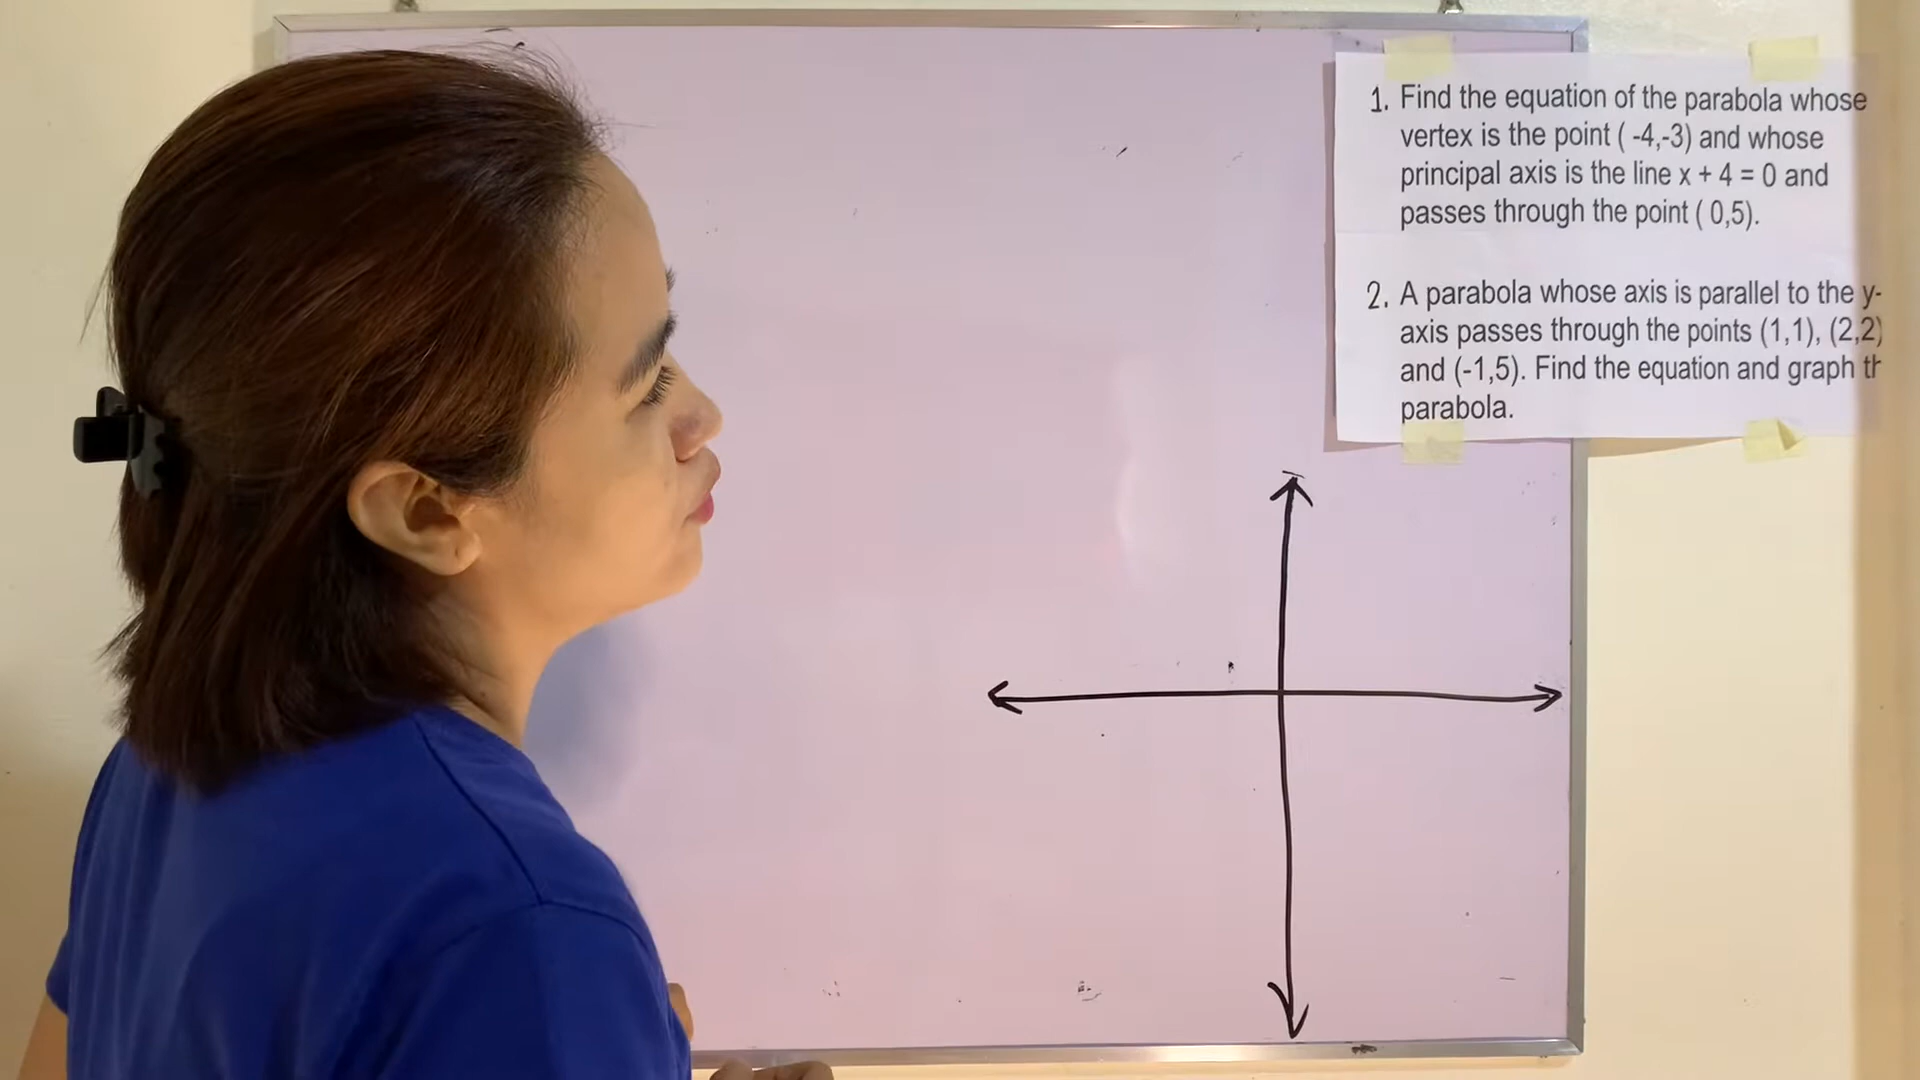 1. Find the equation of the parabola whose
vertex is the point ( -4,-3) and whose
principal axis is the line x + 4 = 0 and
passes through the point ( 0,5).
2. A parabola whose axis is parallel to the y-
axis passes through the points (1,1), (2,2)
and (-1,5). Find the equation and graph th
parabola.